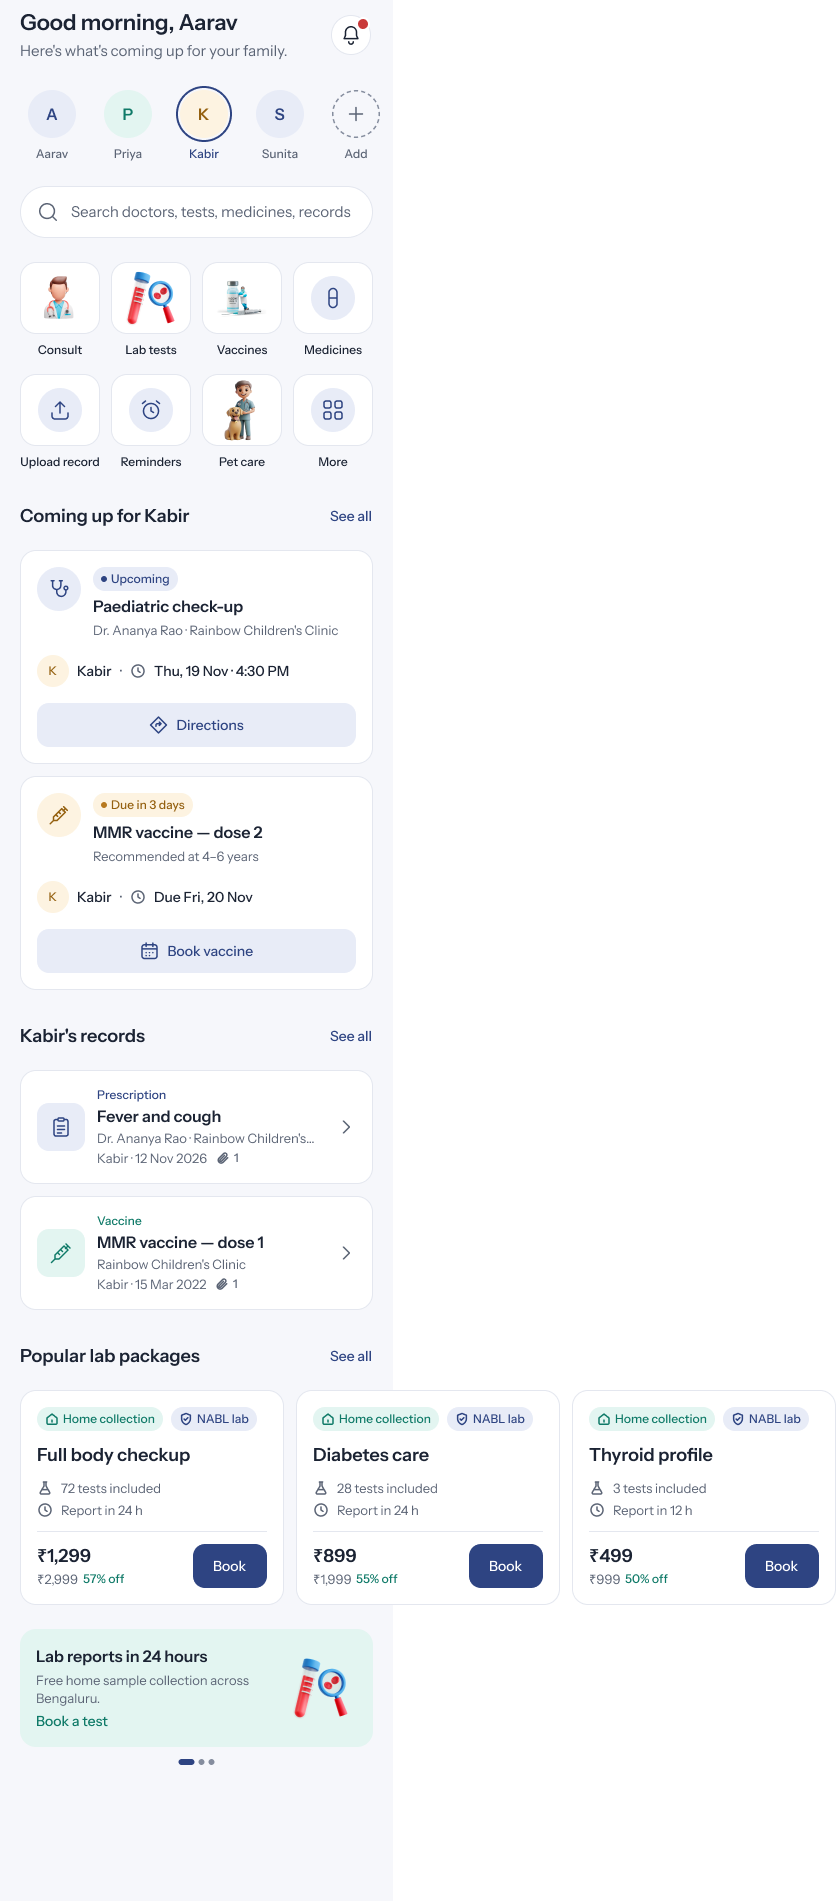 Good morning, Aarav
Here's what's coming up for your family.
A
P
K
S
Aarav
Priya
Kabir
Sunita
Add
Search doctors, tests, medicines, records
Consult
Lab tests
Vaccines
Medicines
Upload record
Reminders
Pet care
More
Coming up for Kabir
See all
Upcoming
Paediatric check-up
Dr. Ananya Rao · Rainbow Children's Clinic
K Kabir · Thu, 19 Nov · 4:30 PM
Directions
Due in 3 days
MMR vaccine — dose 2
Recommended at 4–6 years
K Kabir · Due Fri, 20 Nov
Book vaccine
Kabir's records
See all
Prescription
Fever and cough
Dr. Ananya Rao · Rainbow Children's...
Kabir · 12 Nov 2026 1
Vaccine
MMR vaccine — dose 1
Rainbow Children's Clinic
Kabir · 15 Mar 2022 1
Popular lab packages
See all
Home collection
NABL lab
Full body checkup
72 tests included
Report in 24 h
₹1,299
₹2,999 57% off
Book
Home collection
NABL lab
Diabetes care
28 tests included
Report in 24 h
₹899
₹1,999 55% off
Book
Home collection
NABL lab
Thyroid profile
3 tests included
Report in 12 h
₹499
₹999 50% off
Book
Lab reports in 24 hours
Free home sample collection across
Bengaluru.
Book a test